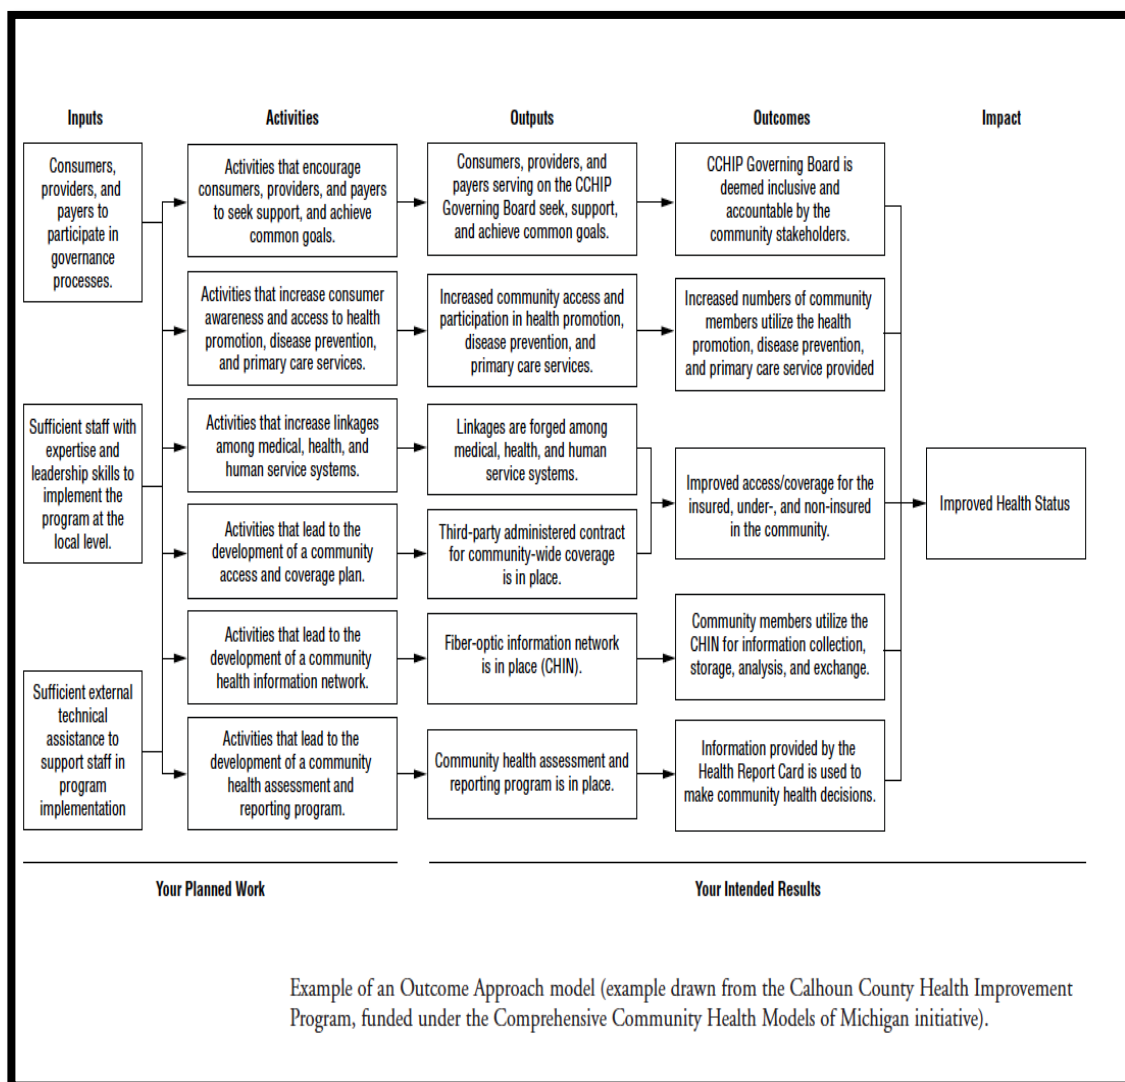 Inputs
Activities
Outputs
Outcomes
Impact
Consumers,
providers, and
payers to
participate in
governance
processes.
Sufficient staff with
expertise and
leadership skills to
implement the
program at the
local level.
Sufficient external
technical
assistance to
support staff in
program
implementation
Activities that encourage
consumers, providers, and payers
to seek support, and achieve
common goals.
Activities that increase consumer
awareness and access to health
promotion, disease prevention,
and primary care services.
Activities that increase linkages
among medical, health, and
human service systems.
Activities that lead to the
development of a community
access and coverage plan.
Activities that lead to the
development of a community
health information network.
Activities that lead to the
development of a community
health assessment and
reporting program.
Consumers, providers, and
payers serving on the CCHIP
Governing Board seek, support,
and achieve common goals.
Increased community access and
participation in health promotion,
disease prevention, and
primary care services.
Linkages are forged among
medical, health, and human
service systems.
Third-party administered contract
for community-wide coverage
is in place.
Fiber-optic information network
is in place (CHIN).
Community health assessment and
reporting program is in place.
CCHIP Governing Board is
deemed inclusive and
accountable by the
community stakeholders.
Increased numbers of community
members utilize the health
promotion, disease prevention,
and primary care service provided
Improved access/coverage for the
insured, under-, and non-insured
in the community.
Community members utilize the
CHIN for information collection,
storage, analysis, and exchange.
Information provided by the
Health Report Card is used to
make community health decisions.
Improved Health Status
Your Planned Work
Your Intended Results
Example of an Outcome Approach model (example drawn from the Calhoun County Health Improvement
Program, funded under the Comprehensive Community Health Models of Michigan initiative).